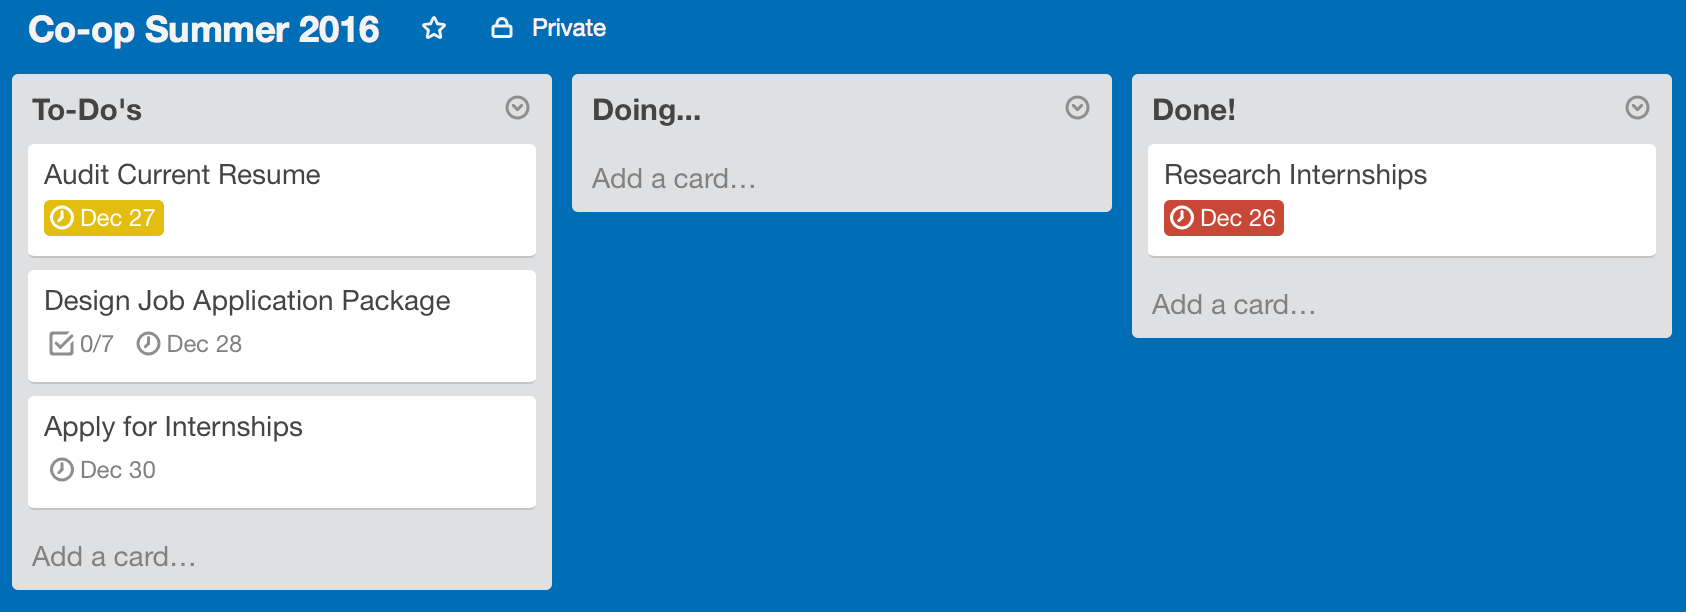 Co-op Summer 2016 Private
To-Do's
Audit Current Resume
Dec 27
Design Job Application Package
0/7 Dec 28
Apply for Internships
Dec 30
Add a card…
Doing...
Add a card…
Done!
Research Internships
Dec 26
Add a card…